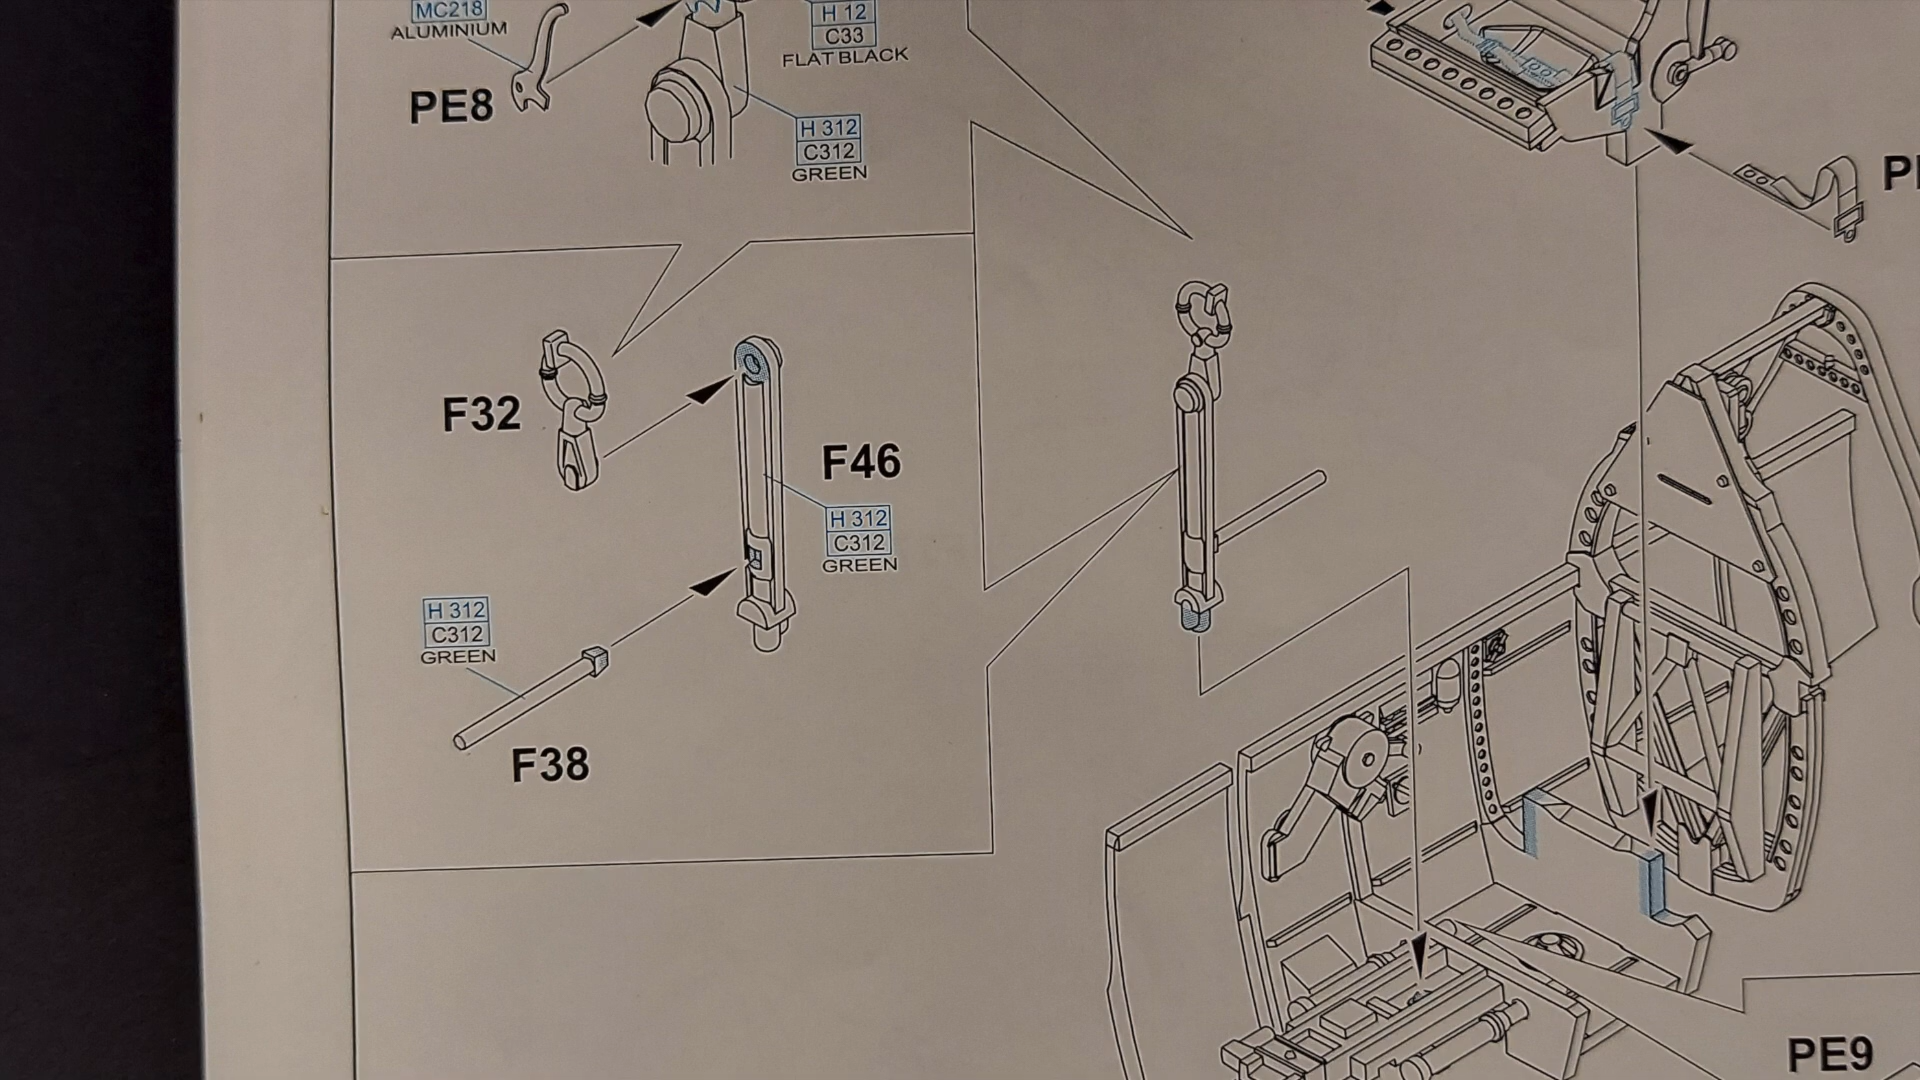 MC218
ALUMINIUM
PE8
H 12
C33
FLAT BLACK
H 312
C312
GREEN
F32
F46
H 312
C312
GREEN
H 312
C312
GREEN
F38
PE9